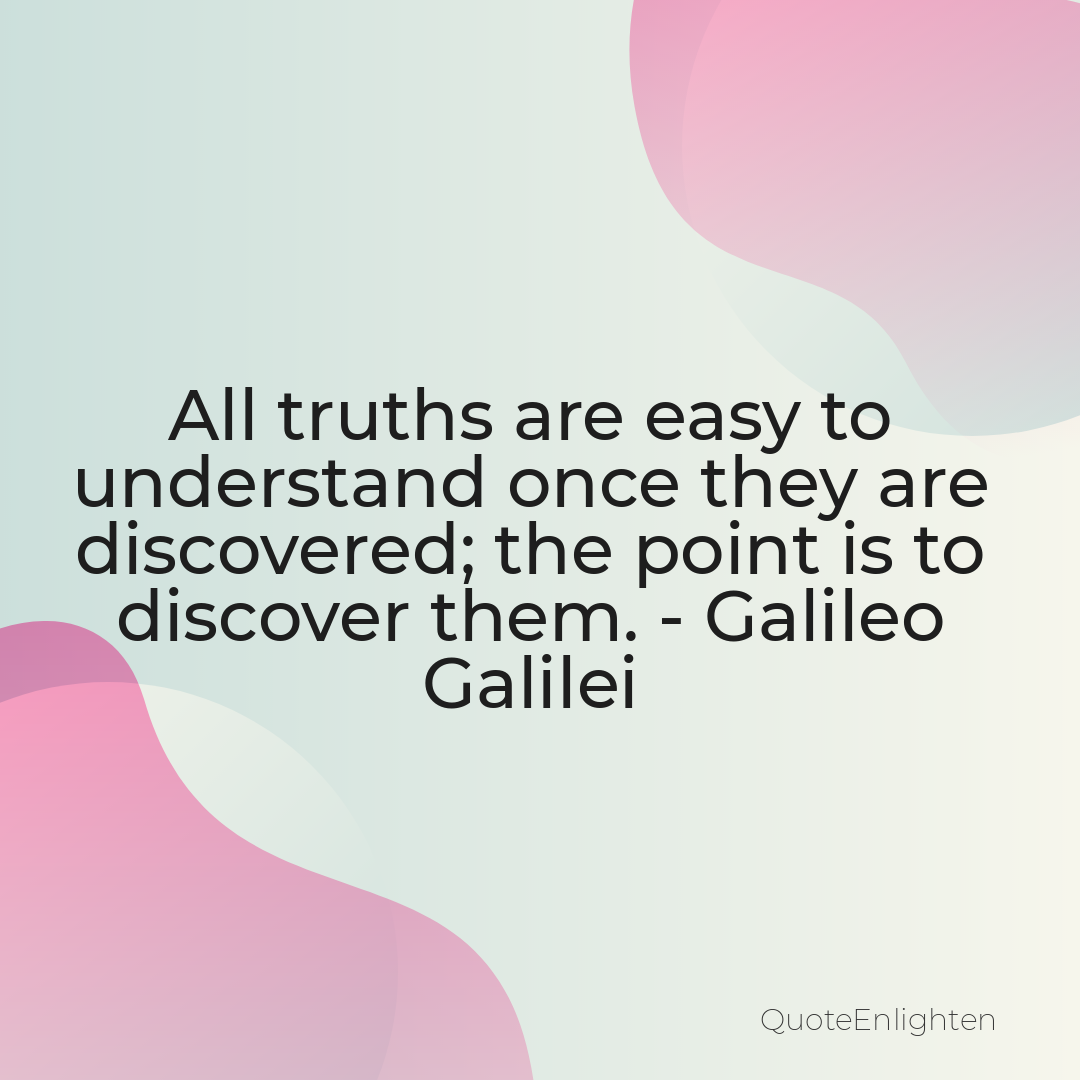 All truths are easy to
understand once they are
discovered; the point is to
discover them. - Galileo
Galilei
QuoteEnlighten